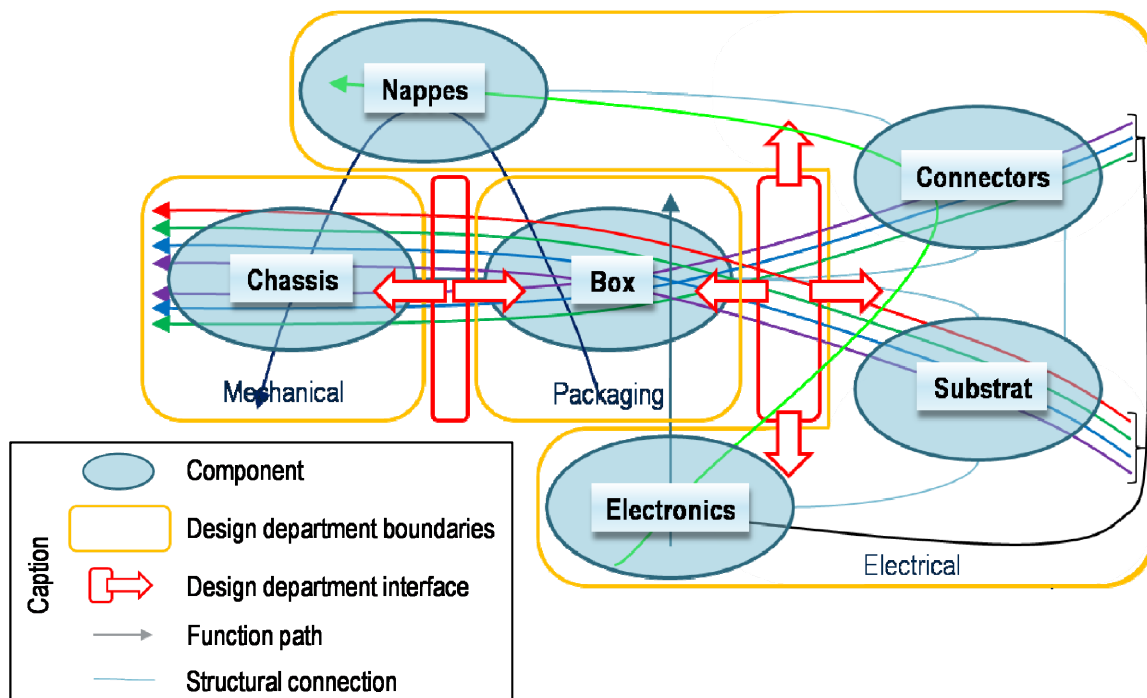 Nappes
Connectors
Chassis
Box
Substrat
Mechanical
Packaging
Electronics
Electrical
Caption
Component
Design department boundaries
Design department interface
Function path
Structural connection